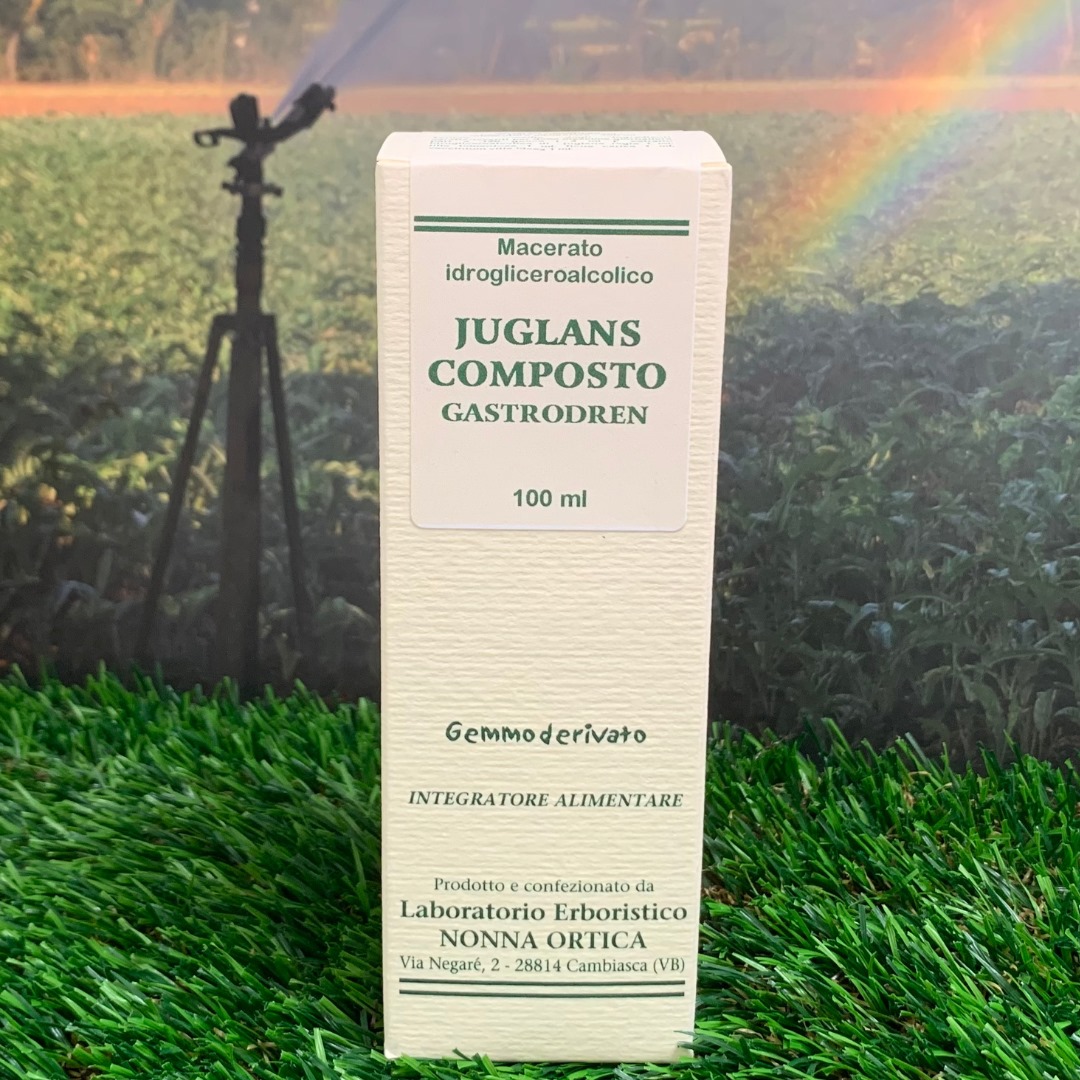 Macerato
idrogliceroalcolico
JUGLANS
COMPOSTO
GASTRODREN
100 ml
Gemmoderivato
INTEGRATORE ALIMENTARE
Prodotto e confezionato da
Laboratorio Erboristico
NONNA ORTICA
Via Negaré, 2 - 28814 Cambiasca (VB)